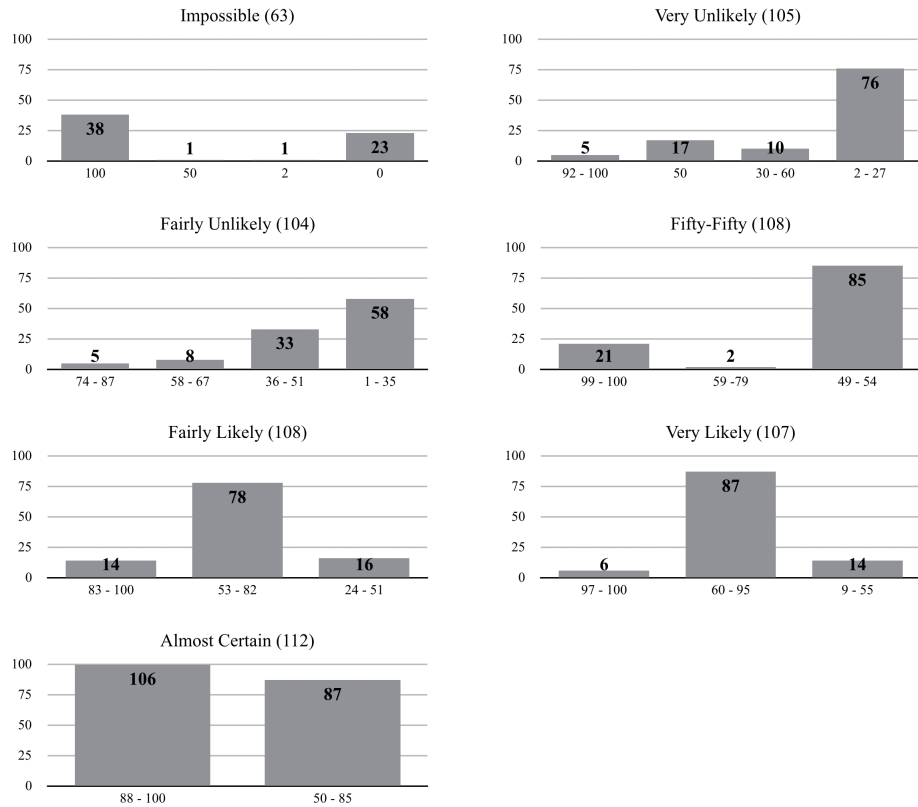 Impossible (63)
100
75
50
25
0
38
1
1
23
100
50
2
0
Very Unlikely (105)
100
75
50
25
0
5
17
10
76
92 - 100
50
30 - 60
2 - 27
Fairly Unlikely (104)
100
75
50
25
0
5
8
33
58
74 - 87
58 - 67
36 - 51
1 - 35
Fifty-Fifty (108)
100
75
50
25
0
21
2
85
99 - 100
59 -79
49 - 54
Fairly Likely (108)
100
75
50
25
0
14
78
16
83 - 100
53 - 82
24 - 51
Very Likely (107)
100
75
50
25
0
6
87
14
97 - 100
60 - 95
9 - 55
Almost Certain (112)
100
75
50
25
0
106
87
88 - 100
50 - 85